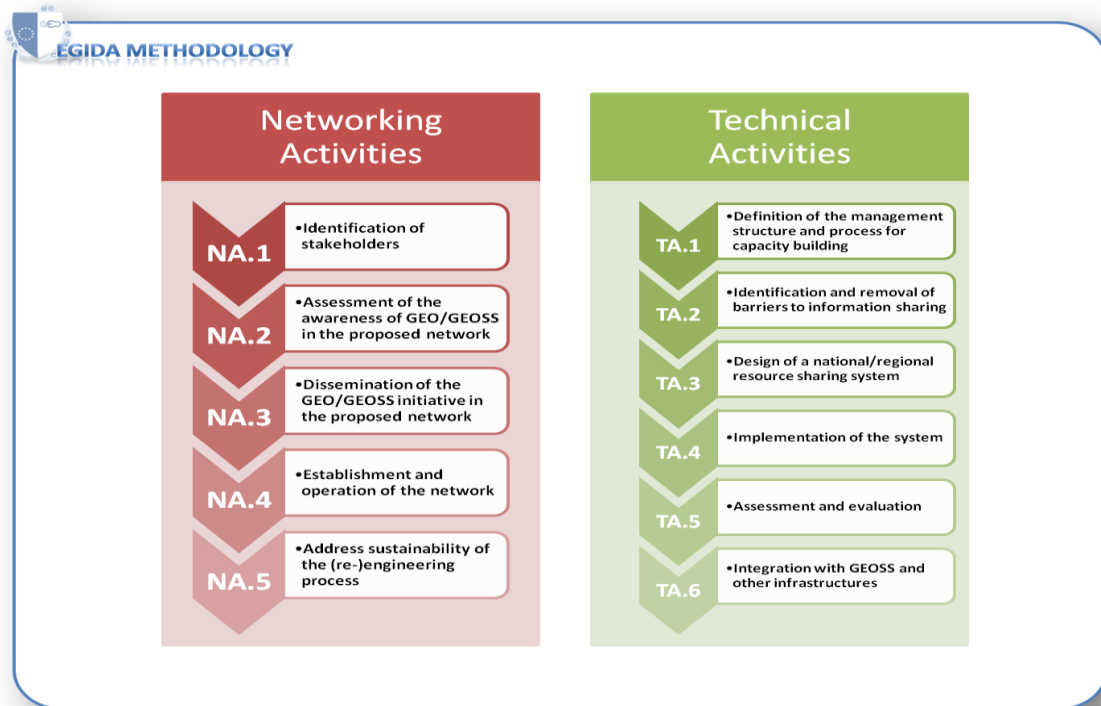 EGIDA METHODOLOGY
Networking
Activities
NA.1
•Identification of
stakeholders
NA.2
•Assessment of the
awareness of GEO/GEOSS
in the proposed network
NA.3
•Dissemination of the
GEO/GEOSS initiative in
the proposed network
NA.4
•Establishment and
operation of the network
NA.5
•Address sustainability of
the (re-)engineering
process
Technical
Activities
TA.1
•Definition of the management
structure and process for
capacity building
TA.2
•Identification and removal of
barriers to information sharing
TA.3
•Design of a national/regional
resource sharing system
TA.4
•Implementation of the system
TA.5
•Assessment and evaluation
TA.6
•Integration with GEOSS and
other infrastructures